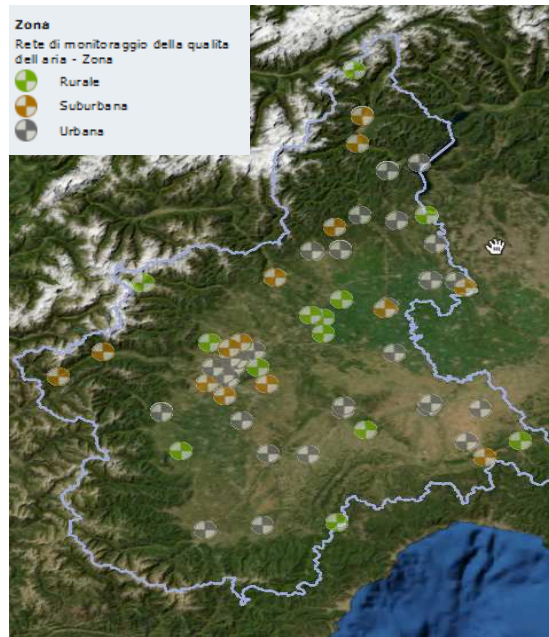 Zona
Rete di monitoraggio della qualita
dell aria - Zona
Rurale
Suburbana
Urbana